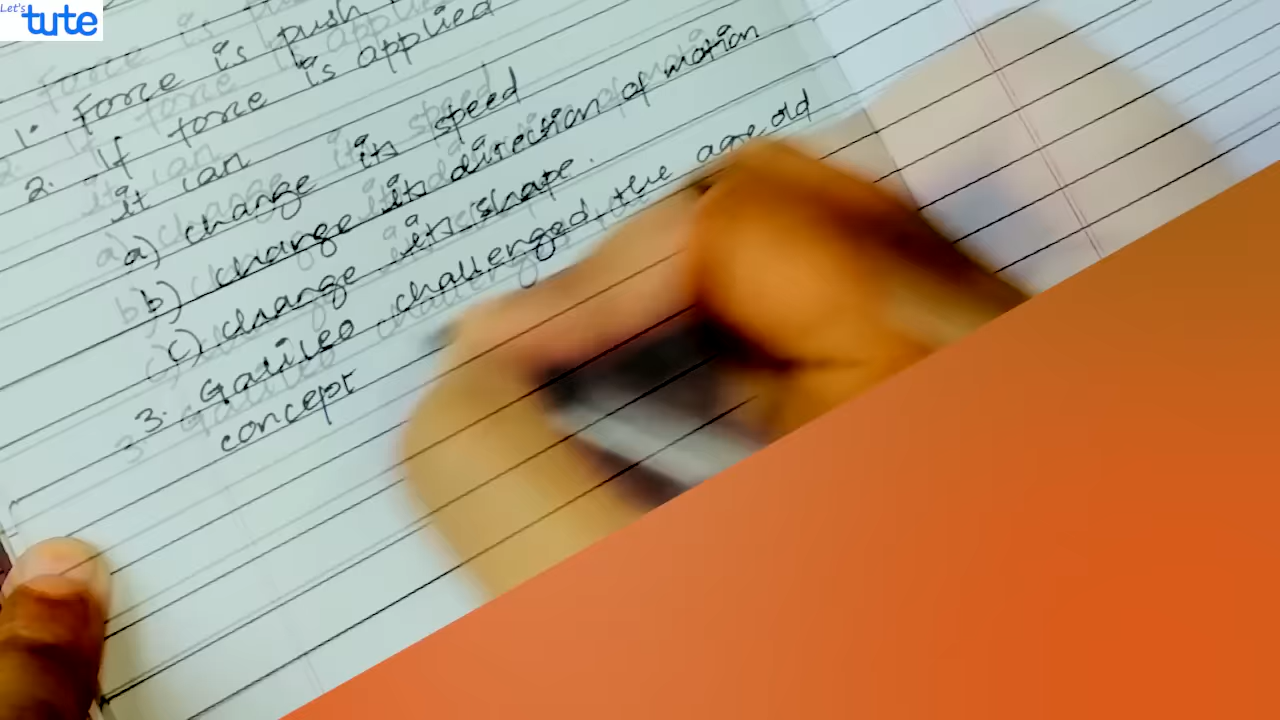 Let's
tute
1. Force is push
2. If force is applied
it can
a) change its speed
b) change its direction of motion
c) change its shape.
3. Galileo challenged, the age old
concept